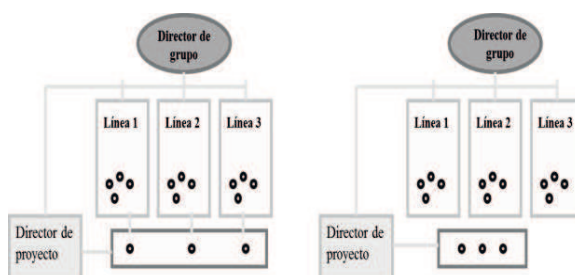 Director de
grupo
Línea 1
Línea 2
Línea 3
Director de
proyecto
Director de
grupo
Línea 1
Línea 2
Línea 3
Director de
proyecto